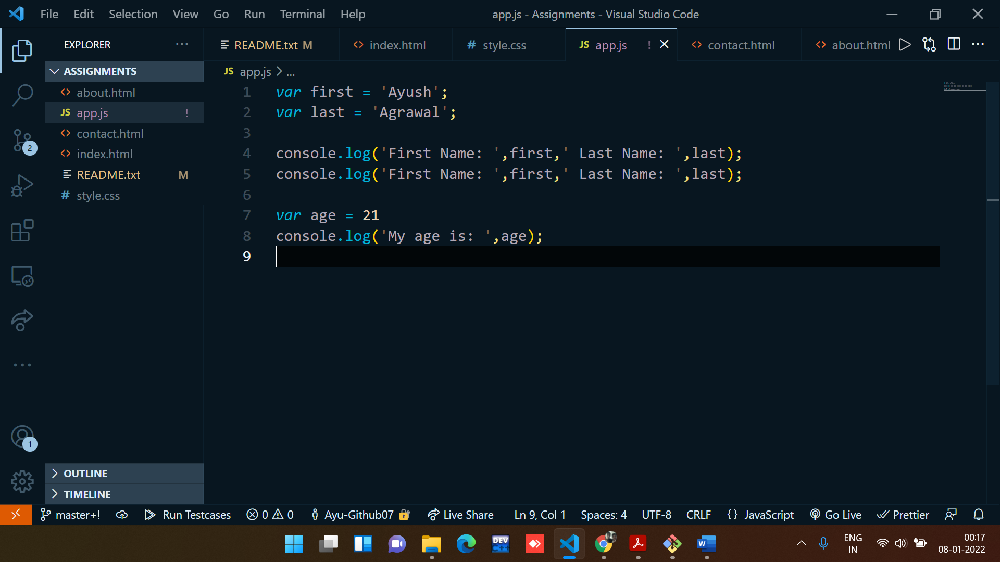 File Edit Selection View Go Run Terminal Help
app.js - Assignments - Visual Studio Code
EXPLORER
README.txt M
index.html
# style.css
JS app.js !
contact.html
about.html
ASSIGNMENTS
about.html
JS app.js !
contact.html
index.html
README.txt M
# style.css
JS app.js > ...
1 var first = 'Ayush';
2 var last = 'Agrawal';
3
4 console.log('First Name: ',first,' Last Name: ',last);
5 console.log('First Name: ',first,' Last Name: ',last);
6
7 var age = 21
8 console.log('My age is: ',age);
9
2
1
OUTLINE
TIMELINE
master+! Run Testcases 0 0 Ayu-Github07 Live Share Ln 9, Col 1 Spaces: 4 UTF-8 CRLF {} JavaScript Go Live Prettier
DEV C++
W
ENG
IN
00:17
08-01-2022